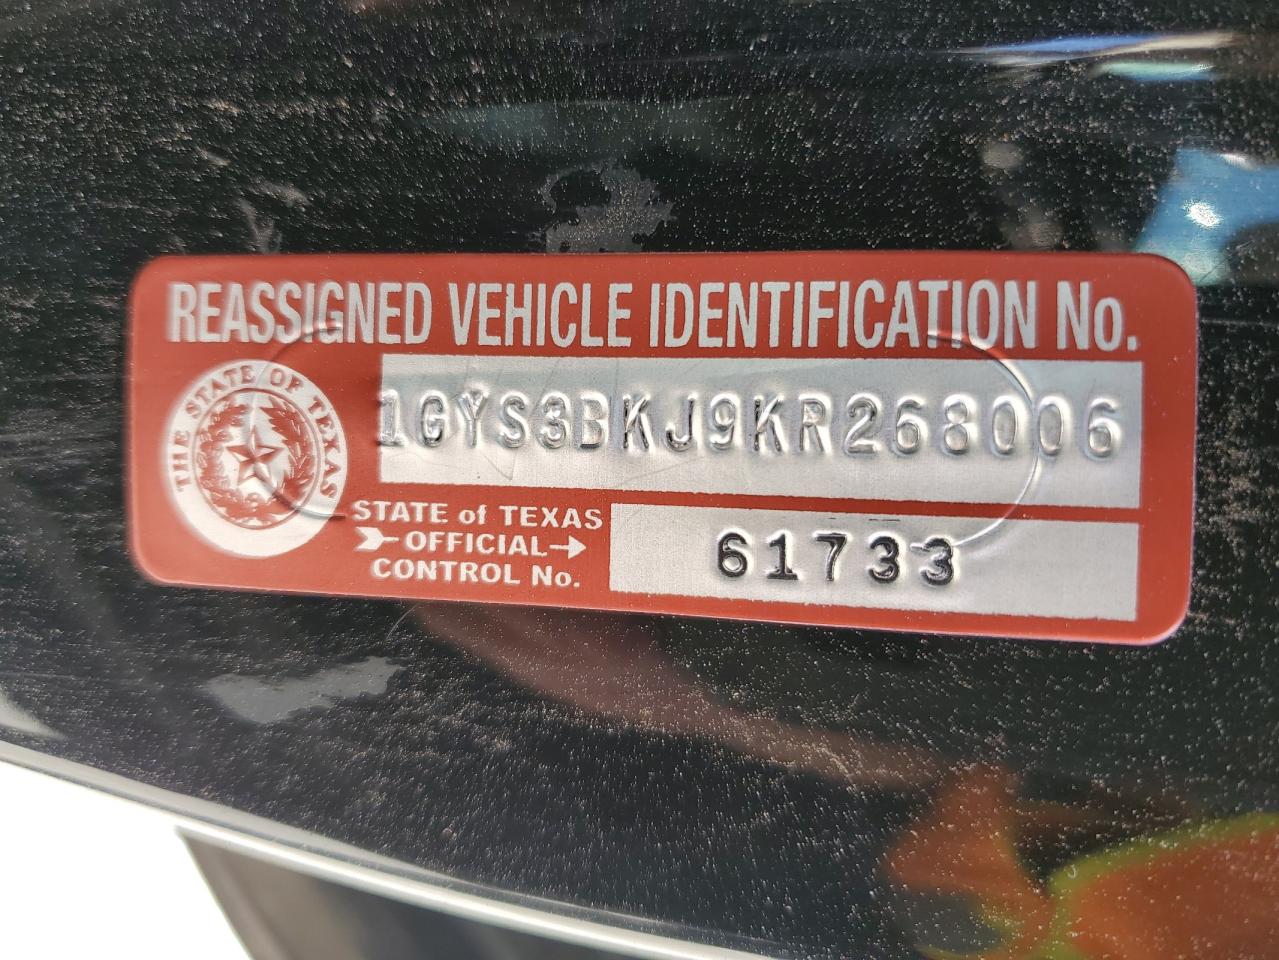 REASSIGNED VEHICLE IDENTIFICATION No.
THE STATE OF TEXAS
1GYS3BKJ9KR268006
STATE of TEXAS
OFFICIAL
CONTROL No.
61733